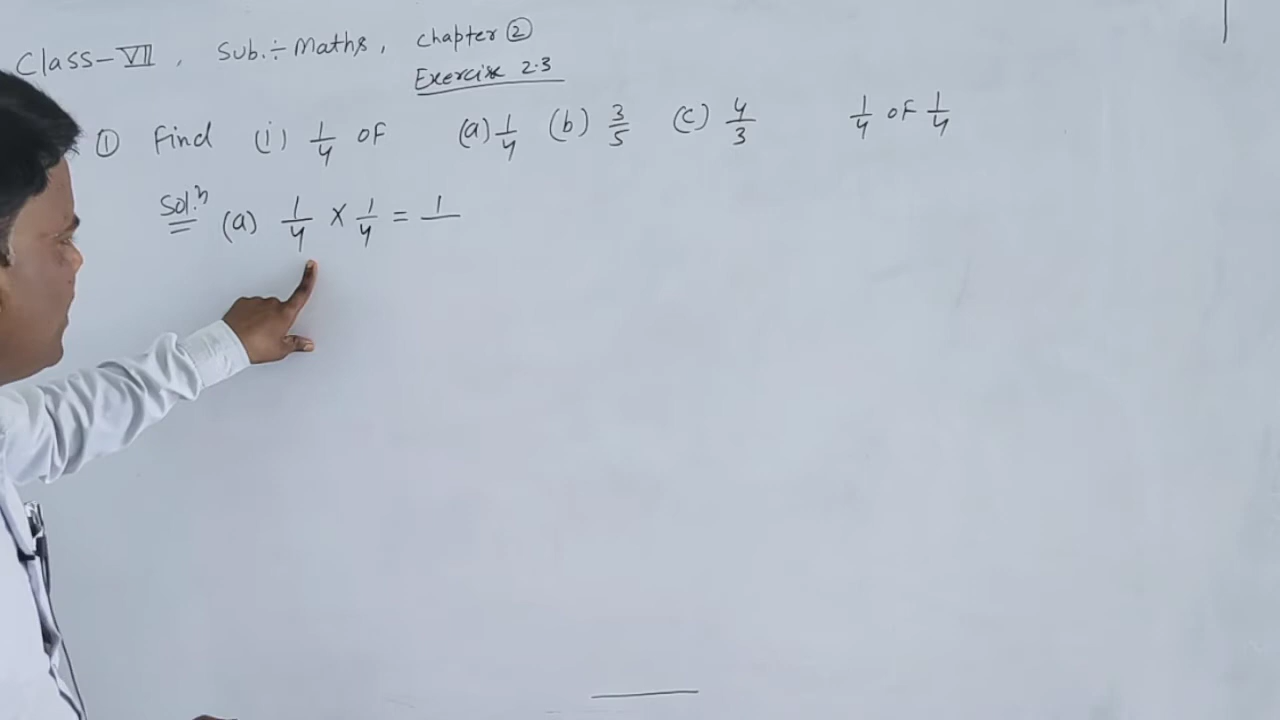 Class-VII, Sub.÷Maths, Chapter ②
Exercise 2.3
① Find (i) 1/4 of (a) 1/4 (b) 3/5 (c) 4/3 1/4 of 1/4
Sol.n (a) 1/4 × 1/4 = 1/